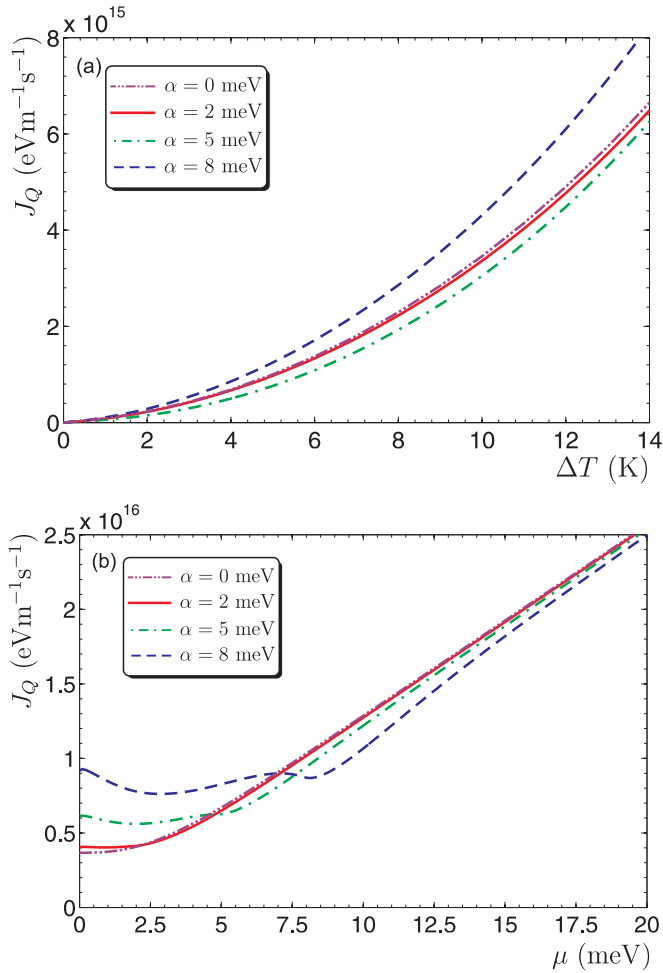 x 10^15
8
6
4
2
0
J_Q (eVm⁻¹s⁻¹)
(a)
α = 0 meV
α = 2 meV
α = 5 meV
α = 8 meV
0 2 4 6 8 10 12 14
ΔT (K)
x 10^16
2.5
2
1.5
1
0.5
0
J_Q (eVm⁻¹s⁻¹)
(b)
α = 0 meV
α = 2 meV
α = 5 meV
α = 8 meV
0 2.5 5 7.5 10 12.5 15 17.5 20
μ (meV)